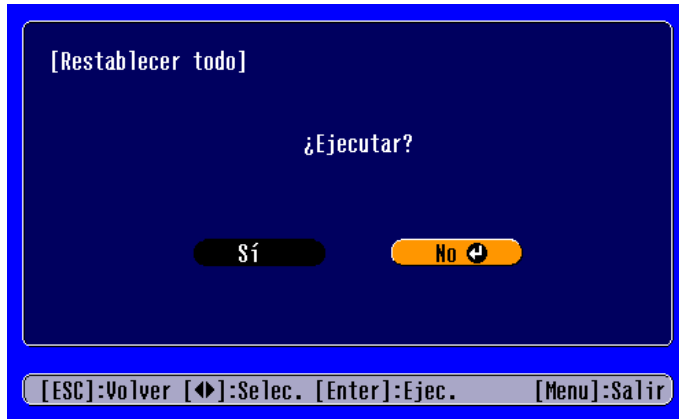 [Restablecer todo]
¿Ejecutar?
Sí No
[ESC]:Volver [◆]:Selec. [Enter]:Ejec. [Menu]:Salir